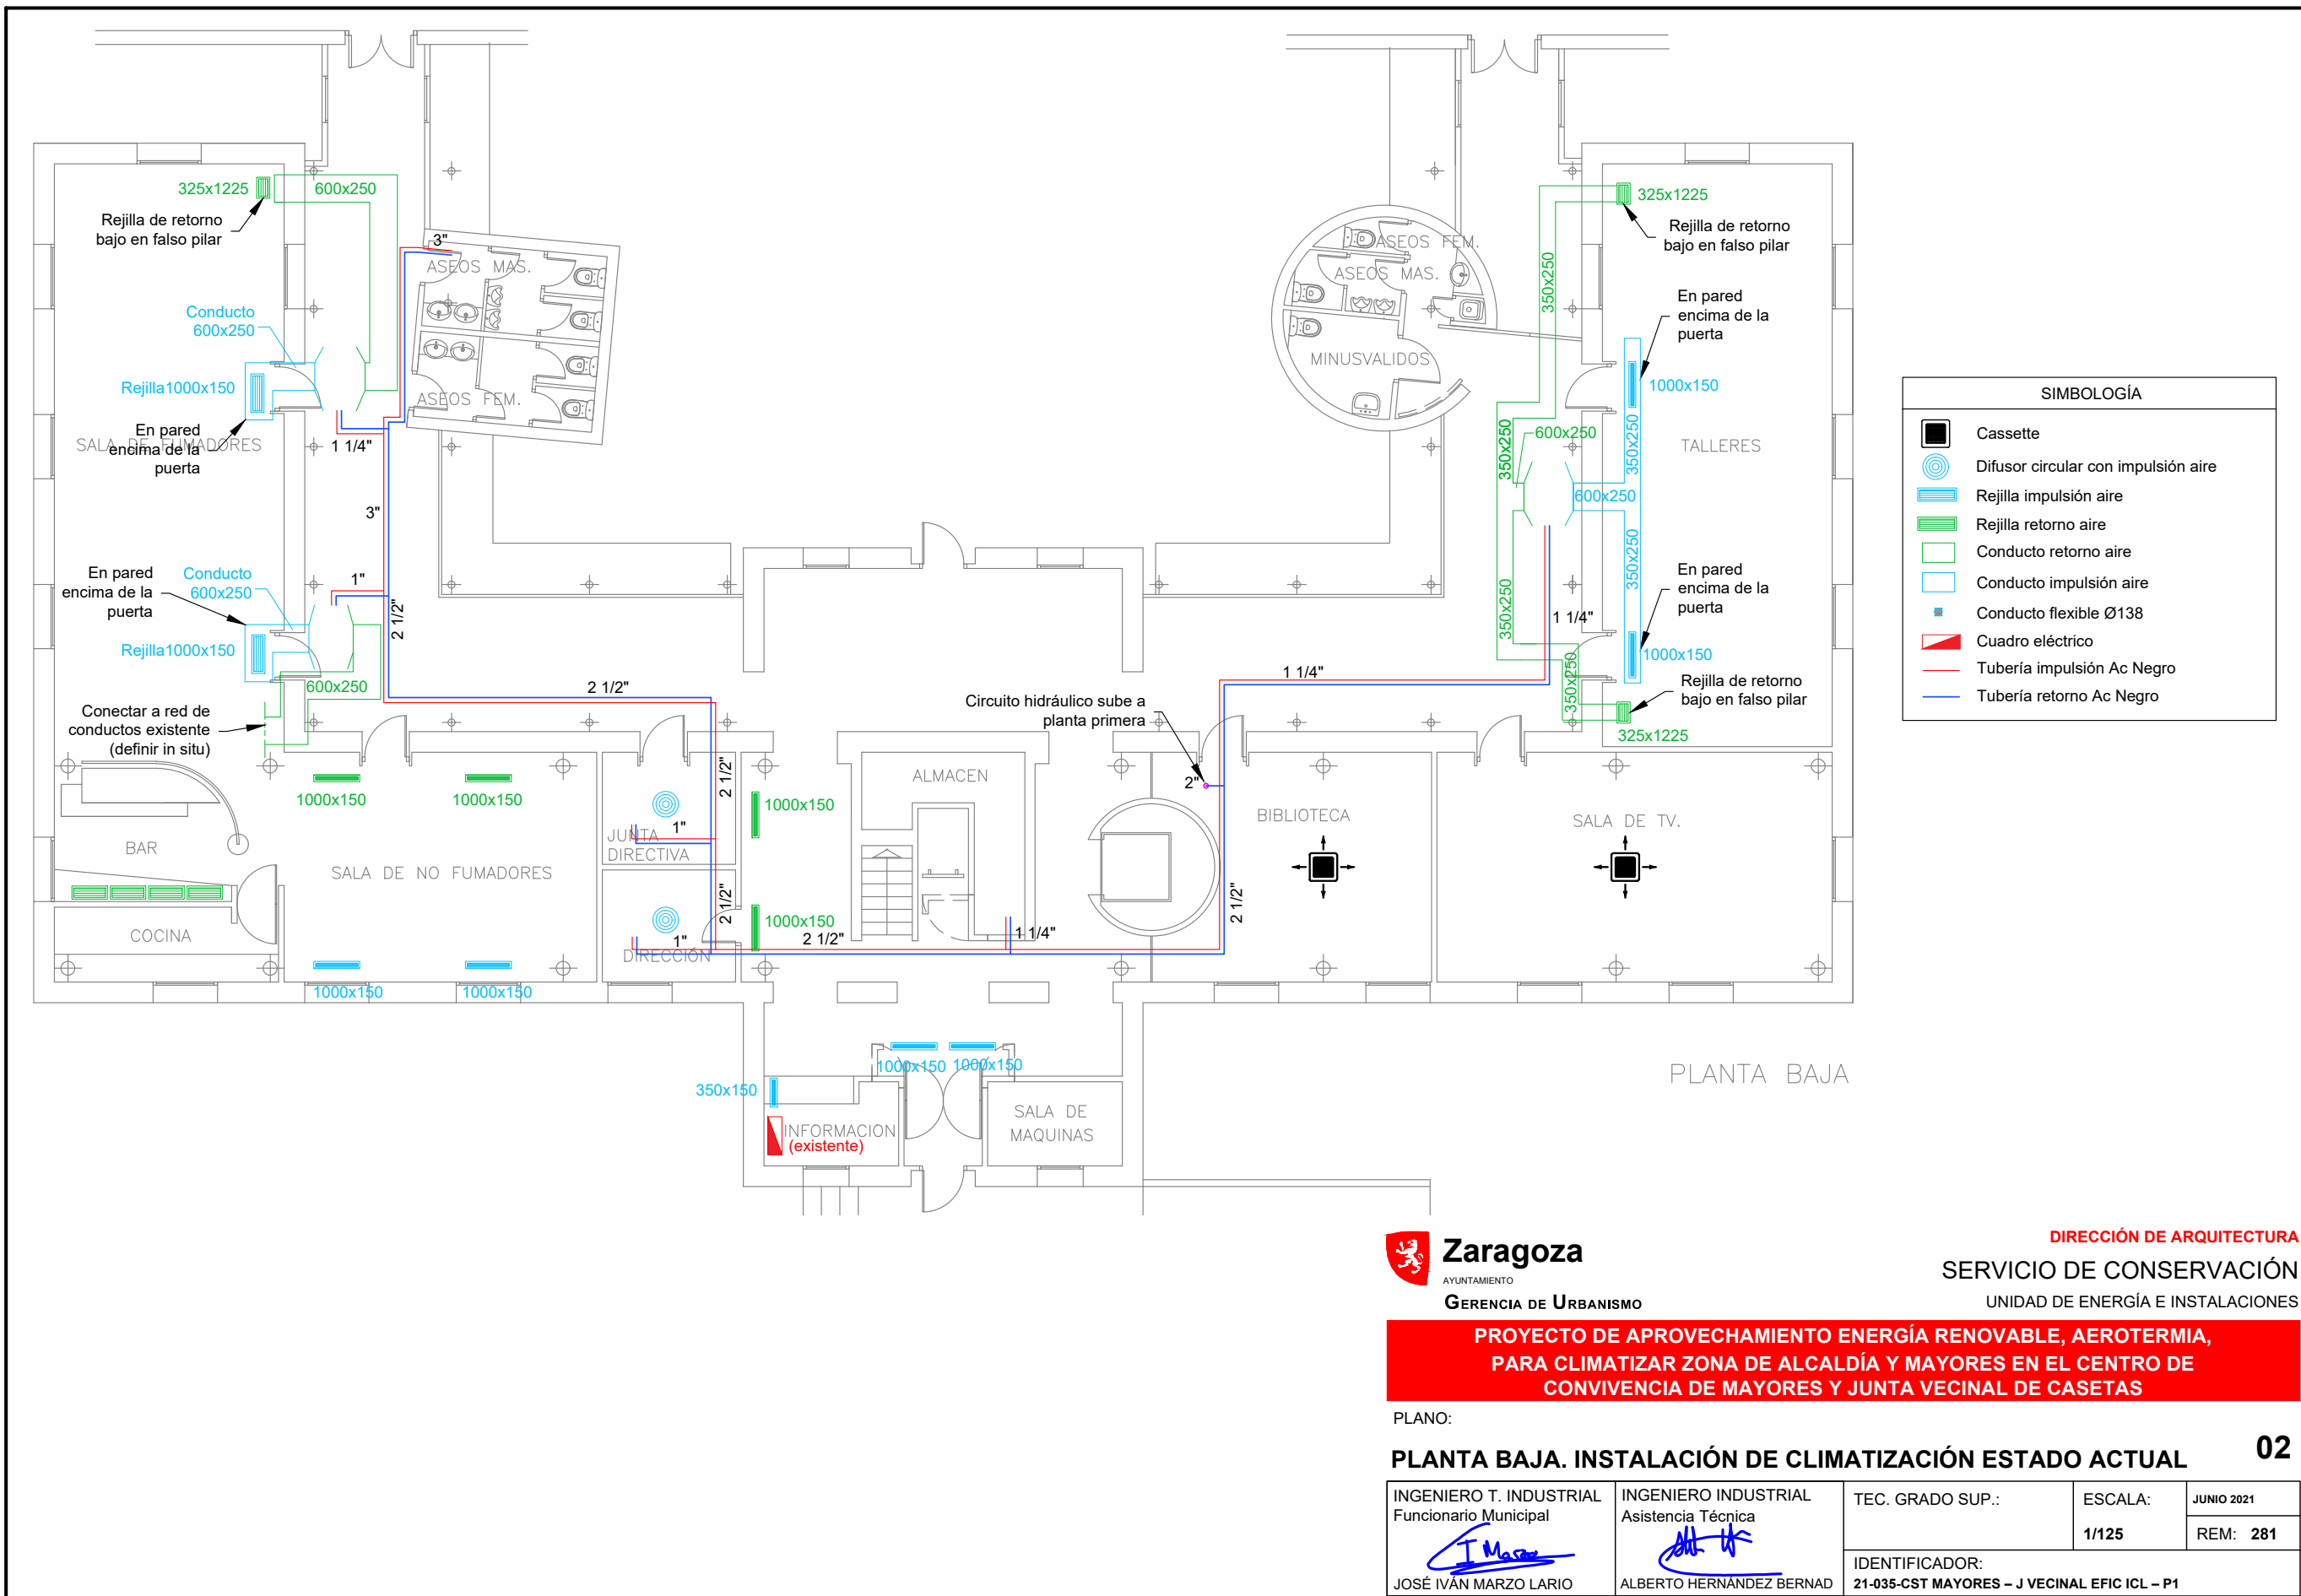 325x1225
600x250
Rejilla de retorno
bajo en falso pilar
3"
ASEOS MAS.
Conducto
600x250
Rejilla1000x150
ASEOS FEM.
En pared
encima de la
puerta
SALA DE FUMADORES
1 1/4"
3"
En pared
encima de la
puerta
Conducto
600x250
1"
2 1/2"
Rejilla1000x150
600x250
2 1/2"
Conectar a red de
conductos existente
(definir in situ)
1000x150
1000x150
BAR
SALA DE NO FUMADORES
COCINA
1000x150
1000x150
JUNTA
DIRECTIVA
1"
2 1/2"
2 1/2"
DIRECCIÓN
1"
1000x150
1000x150
2 1/2"
ALMACEN
1 1/4"
Circuito hidráulico sube a
planta primera
2"
1 1/4"
2 1/2"
BIBLIOTECA
SALA DE TV.
ASEOS FEM.
ASEOS MAS.
MINUSVALIDOS
325x1225
Rejilla de retorno
bajo en falso pilar
350x250
En pared
encima de la
puerta
1000x150
350x250
600x250
350x250
TALLERES
600x250
350x250
350x250
1 1/4"
En pared
encima de la
puerta
1000x150
350x250
Rejilla de retorno
bajo en falso pilar
325x1225
1000x150
1000x150
350x150
INFORMACION
(existente)
SALA DE
MAQUINAS
PLANTA BAJA
SIMBOLOGÍA
Cassette
Difusor circular con impulsión aire
Rejilla impulsión aire
Rejilla retorno aire
Conducto retorno aire
Conducto impulsión aire
Conducto flexible Ø138
Cuadro eléctrico
Tubería impulsión Ac Negro
Tubería retorno Ac Negro
Zaragoza
AYUNTAMIENTO
GERENCIA DE URBANISMO
DIRECCIÓN DE ARQUITECTURA
SERVICIO DE CONSERVACIÓN
UNIDAD DE ENERGÍA E INSTALACIONES
PROYECTO DE APROVECHAMIENTO ENERGÍA RENOVABLE, AEROTERMIA,
PARA CLIMATIZAR ZONA DE ALCALDÍA Y MAYORES EN EL CENTRO DE
CONVIVENCIA DE MAYORES Y JUNTA VECINAL DE CASETAS
PLANO:
PLANTA BAJA. INSTALACIÓN DE CLIMATIZACIÓN ESTADO ACTUAL
02
INGENIERO T. INDUSTRIAL
Funcionario Municipal
I Marzo
JOSÉ IVÁN MARZO LARIO
INGENIERO INDUSTRIAL
Asistencia Técnica
ALBERTO HERNÁNDEZ BERNAD
TEC. GRADO SUP.:
ESCALA:
1/125
JUNIO 2021
REM: 281
IDENTIFICADOR:
21-035-CST MAYORES – J VECINAL EFIC ICL – P1